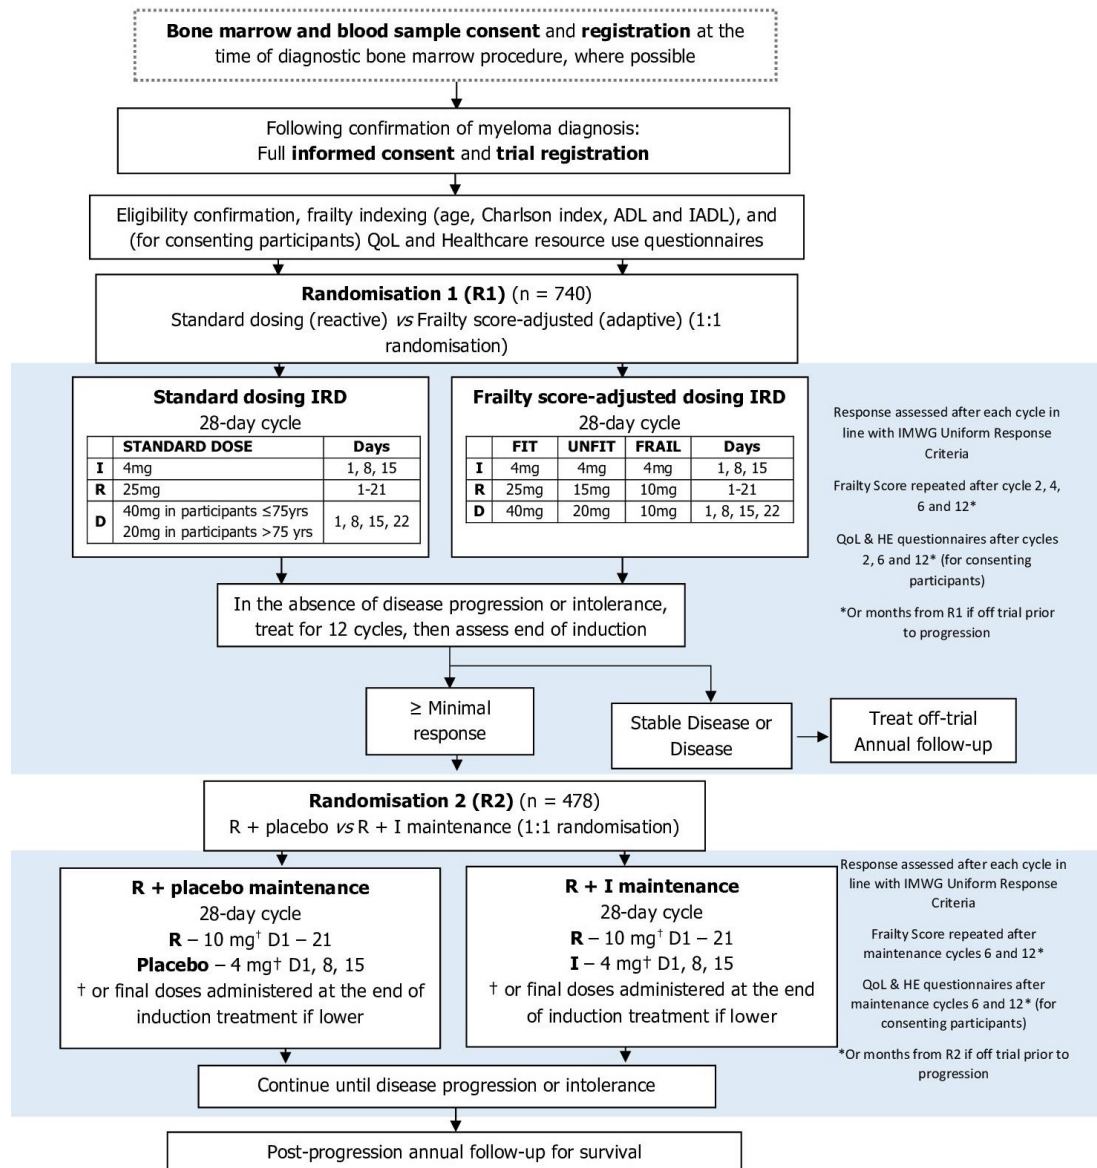 Bone marrow and blood sample consent and registration at the
time of diagnostic bone marrow procedure, where possible
Following confirmation of myeloma diagnosis:
Full informed consent and trial registration
Eligibility confirmation, frailty indexing (age, Charlson index, ADL and IADL), and
(for consenting participants) QoL and Healthcare resource use questionnaires
Randomisation 1 (R1) (n = 740)
Standard dosing (reactive) vs Frailty score-adjusted (adaptive) (1:1
randomisation)
Standard dosing IRD
28-day cycle
STANDARD DOSE Days
I 4mg 1, 8, 15
R 25mg 1-21
D 40mg in participants ≤75yrs
20mg in participants >75 yrs 1, 8, 15, 22
Frailty score-adjusted dosing IRD
28-day cycle
FIT UNFIT FRAIL Days
I 4mg 4mg 4mg 1, 8, 15
R 25mg 15mg 10mg 1-21
D 40mg 20mg 10mg 1, 8, 15, 22
Response assessed after each cycle in
line with IMWG Uniform Response
Criteria
Frailty Score repeated after cycle 2, 4,
6 and 12*
QoL & HE questionnaires after cycles
2, 6 and 12* (for consenting
participants)
*Or months from R1 if off trial prior
to progression
In the absence of disease progression or intolerance,
treat for 12 cycles, then assess end of induction
≥ Minimal
response
Stable Disease or
Disease
Treat off-trial
Annual follow-up
Randomisation 2 (R2) (n = 478)
R + placebo vs R + I maintenance (1:1 randomisation)
R + placebo maintenance
28-day cycle
R – 10 mg† D1 – 21
Placebo – 4 mg† D1, 8, 15
† or final doses administered at the end of
induction treatment if lower
R + I maintenance
28-day cycle
R – 10 mg† D1 – 21
I – 4 mg† D1, 8, 15
† or final doses administered at the end
of induction treatment if lower
Response assessed after each cycle in
line with IMWG Uniform Response
Criteria
Frailty Score repeated after
maintenance cycles 6 and 12*
QoL & HE questionnaires after
maintenance cycles 6 and 12* (for
consenting participants)
*Or months from R2 if off trial prior to
progression
Continue until disease progression or intolerance
Post-progression annual follow-up for survival